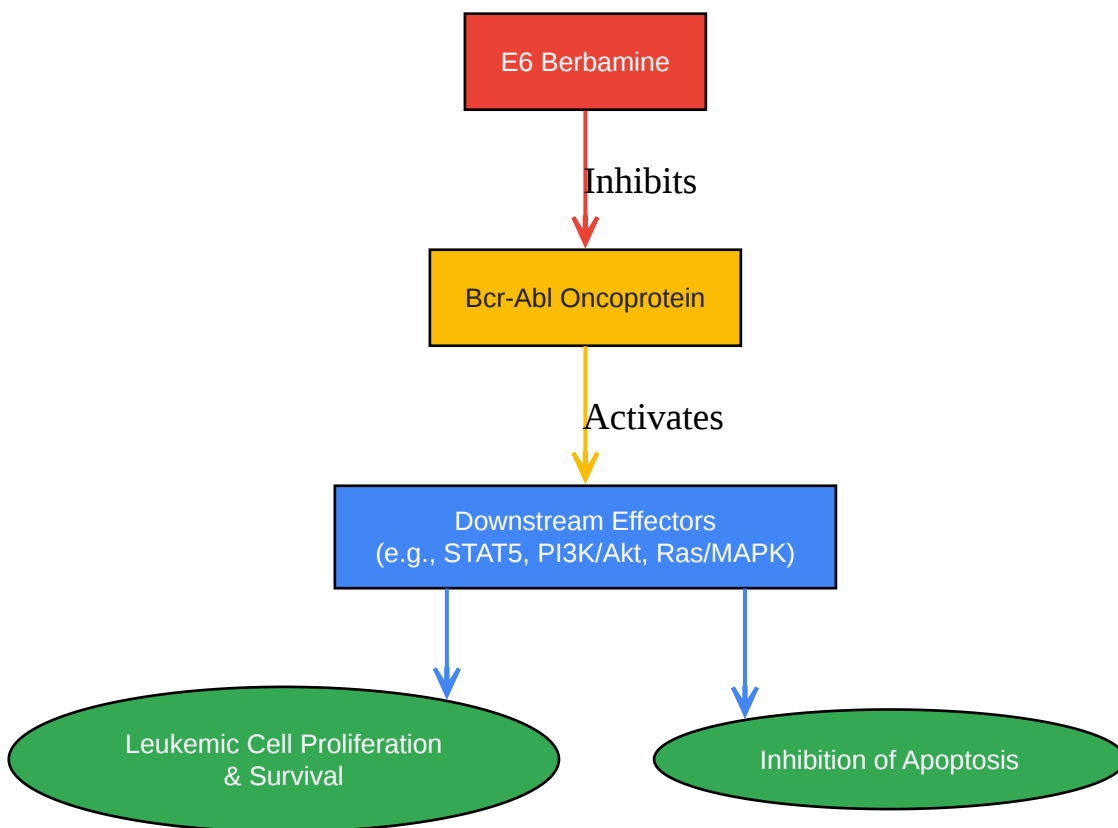 E6 Berbamine
Inhibits
Bcr-Abl Oncoprotein
Activates
Downstream Effectors
(e.g., STAT5, PI3K/Akt, Ras/MAPK)
Leukemic Cell Proliferation
& Survival
Inhibition of Apoptosis